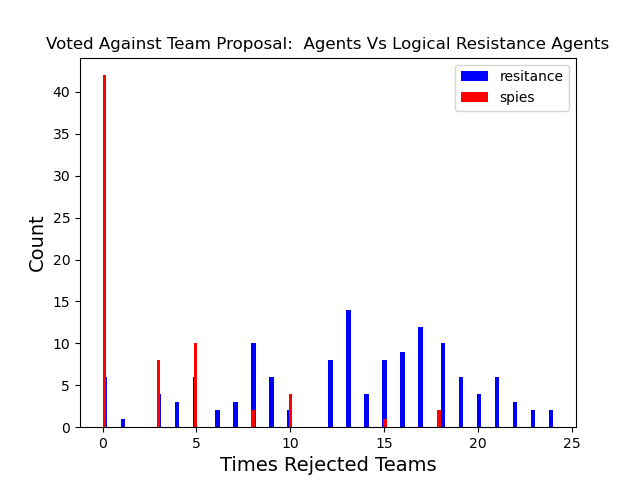 Voted Against Team Proposal:  Agents Vs Logical Resistance Agents
resitance
spies
40
35
30
25
20
15
10
5
0
Count
0 5 10 15 20 25
Times Rejected Teams